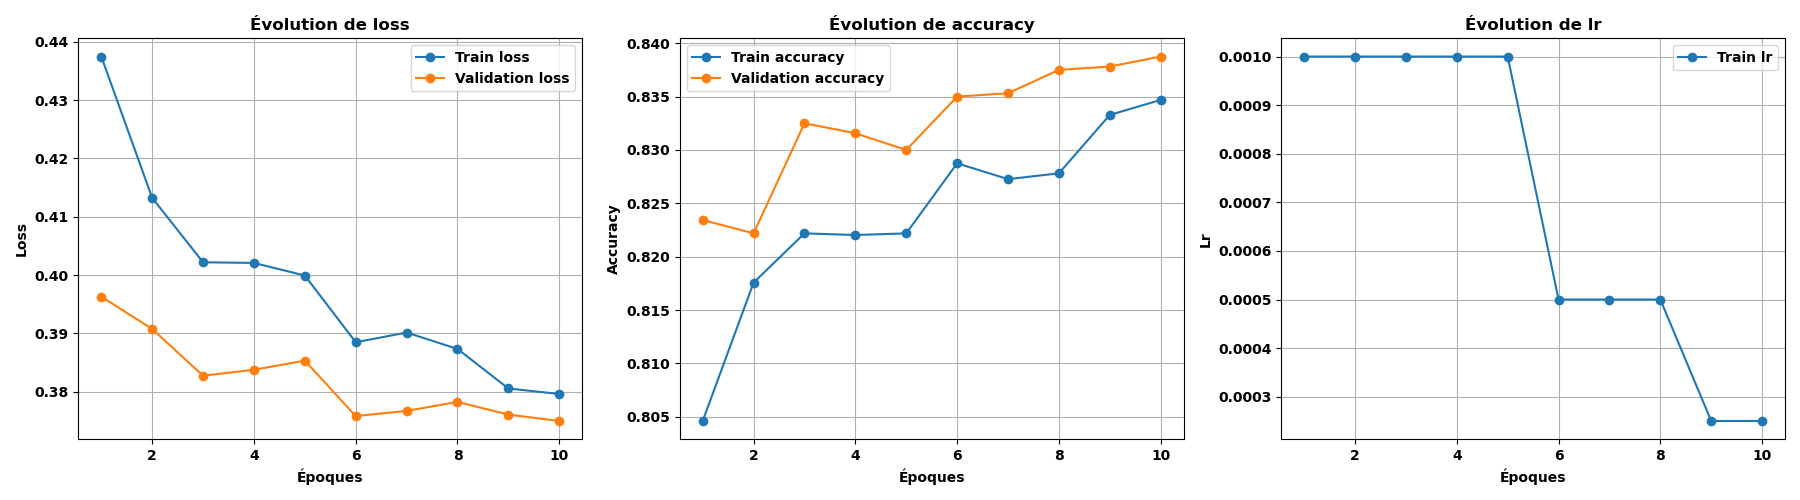 Évolution de loss
0.44
0.43
0.42
0.41
0.40
0.39
0.38
Loss
2 4 6 8 10
Époques
Train loss
Validation loss
Évolution de accuracy
0.840
0.835
0.830
0.825
0.820
0.815
0.810
0.805
Accuracy
2 4 6 8 10
Époques
Train accuracy
Validation accuracy
Évolution de lr
0.0010
0.0009
0.0008
0.0007
0.0006
0.0005
0.0004
0.0003
Lr
2 4 6 8 10
Époques
Train lr